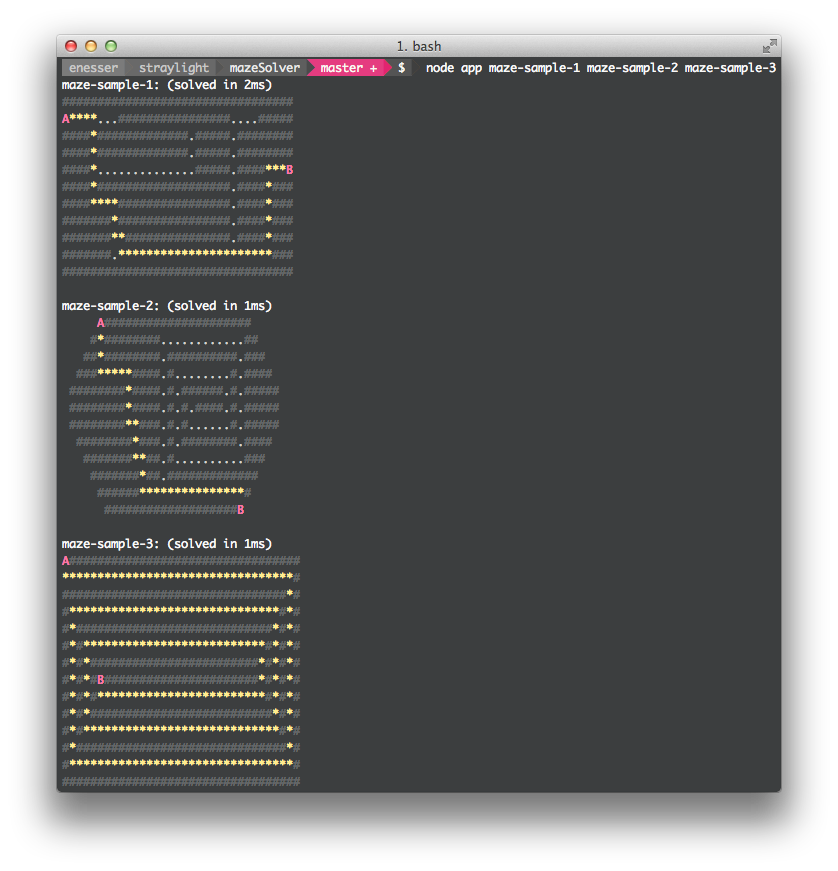 1. bash
enesser straylight mazeSolver master + $ node app maze-sample-1 maze-sample-2 maze-sample-3
maze-sample-1: (solved in 2ms)
#################################
A****...################....#####
####*#############.#####.########
####*#############.#####.########
####*..............#####.####***B
####*###################.####*###
####****################.####*###
#######*################.####*###
#######**###############.####*###
#######.**********************###
#################################

maze-sample-2: (solved in 1ms)
     A#####################
    #*########............##
   ##*########.##########.###
  ###*****####.#........#.####
 ########*####.#.######.#.#####
 ########*####.#.#.####.#.#####
 ########**###.#.#......#.#####
  ########*###.#.########.####
   #######**##.#..........###
    #######*##.#############
     ######***************#
      ###################B

maze-sample-3: (solved in 1ms)
A#################################
*********************************#
################################*#
#******************************#*#
#*############################*#*#
#*#**************************#*#*#
#*#*########################*#*#*#
#*#*#B######################*#*#*#
#*#*#************************#*#*#
#*#*##########################*#*#
#*#****************************#*#
#*##############################*#
#********************************#
##################################